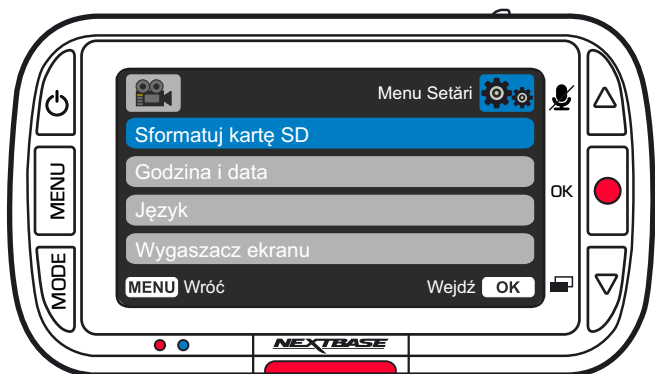 Menu Setări
Sformatuj kartę SD
Godzina i data
Język
Wygaszacz ekranu
MENU Wróć
Wejdź OK
MENU
MODE
OK
NEXTBASE